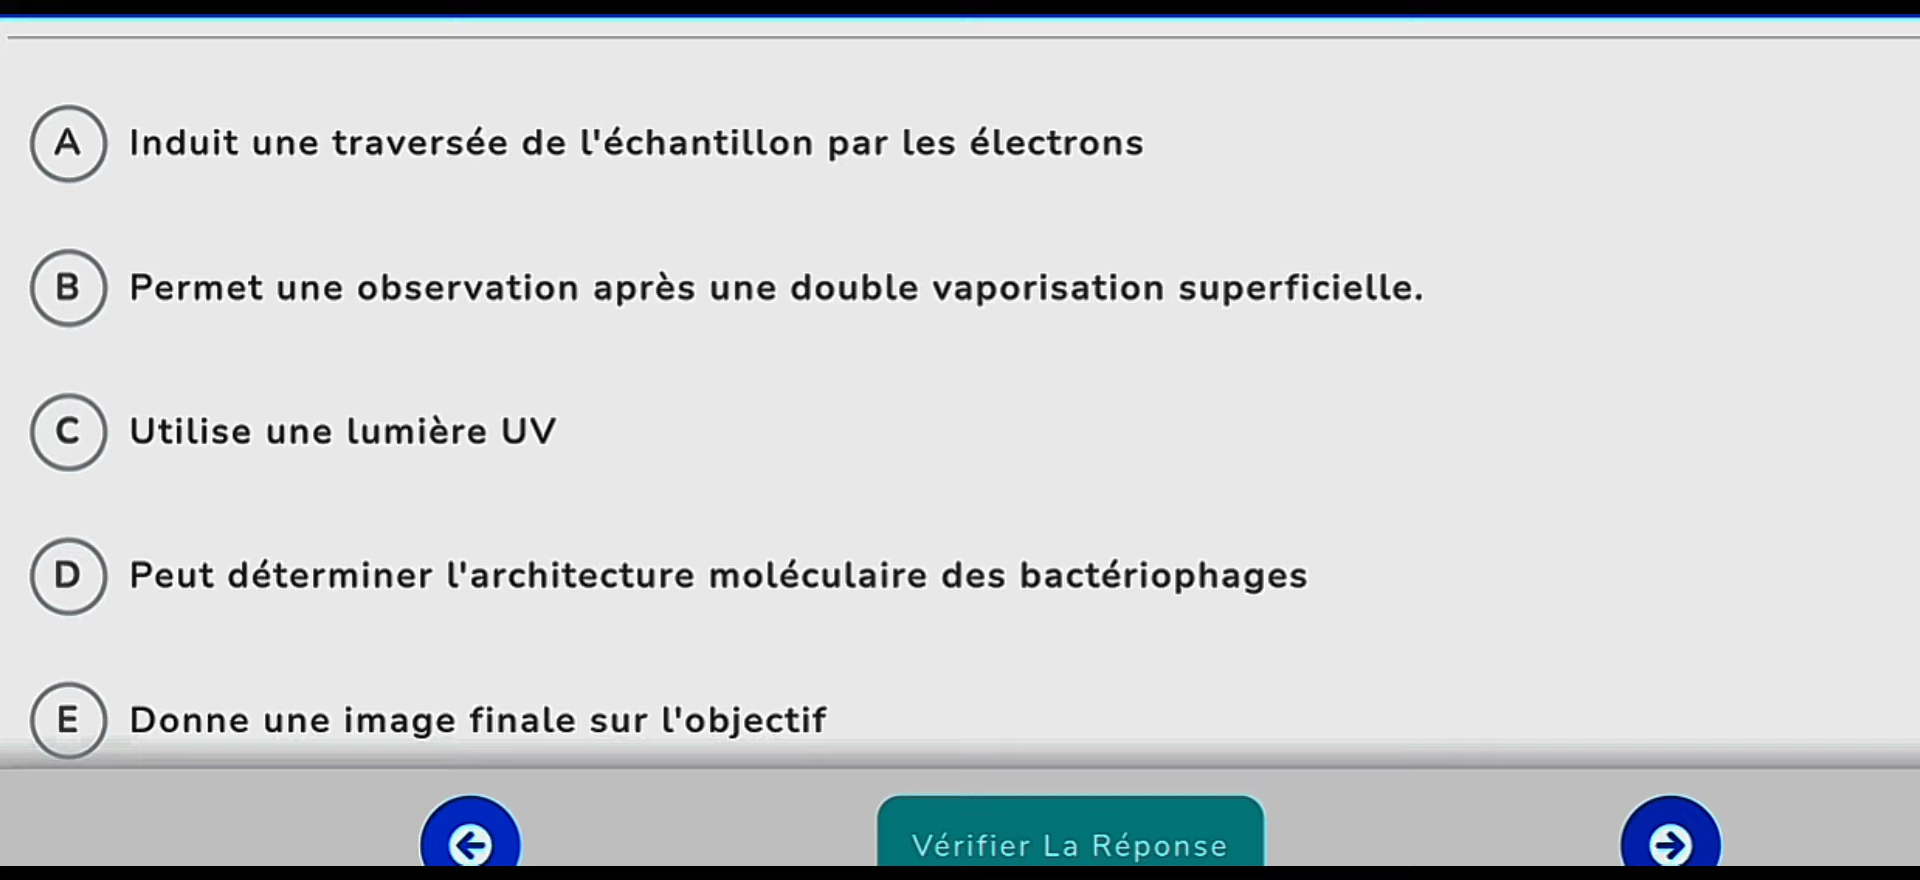 A Induit une traversée de l'échantillon par les électrons
B Permet une observation après une double vaporisation superficielle.
C Utilise une lumière UV
D Peut déterminer l'architecture moléculaire des bactériophages
E Donne une image finale sur l'objectif
Vérifier La Réponse